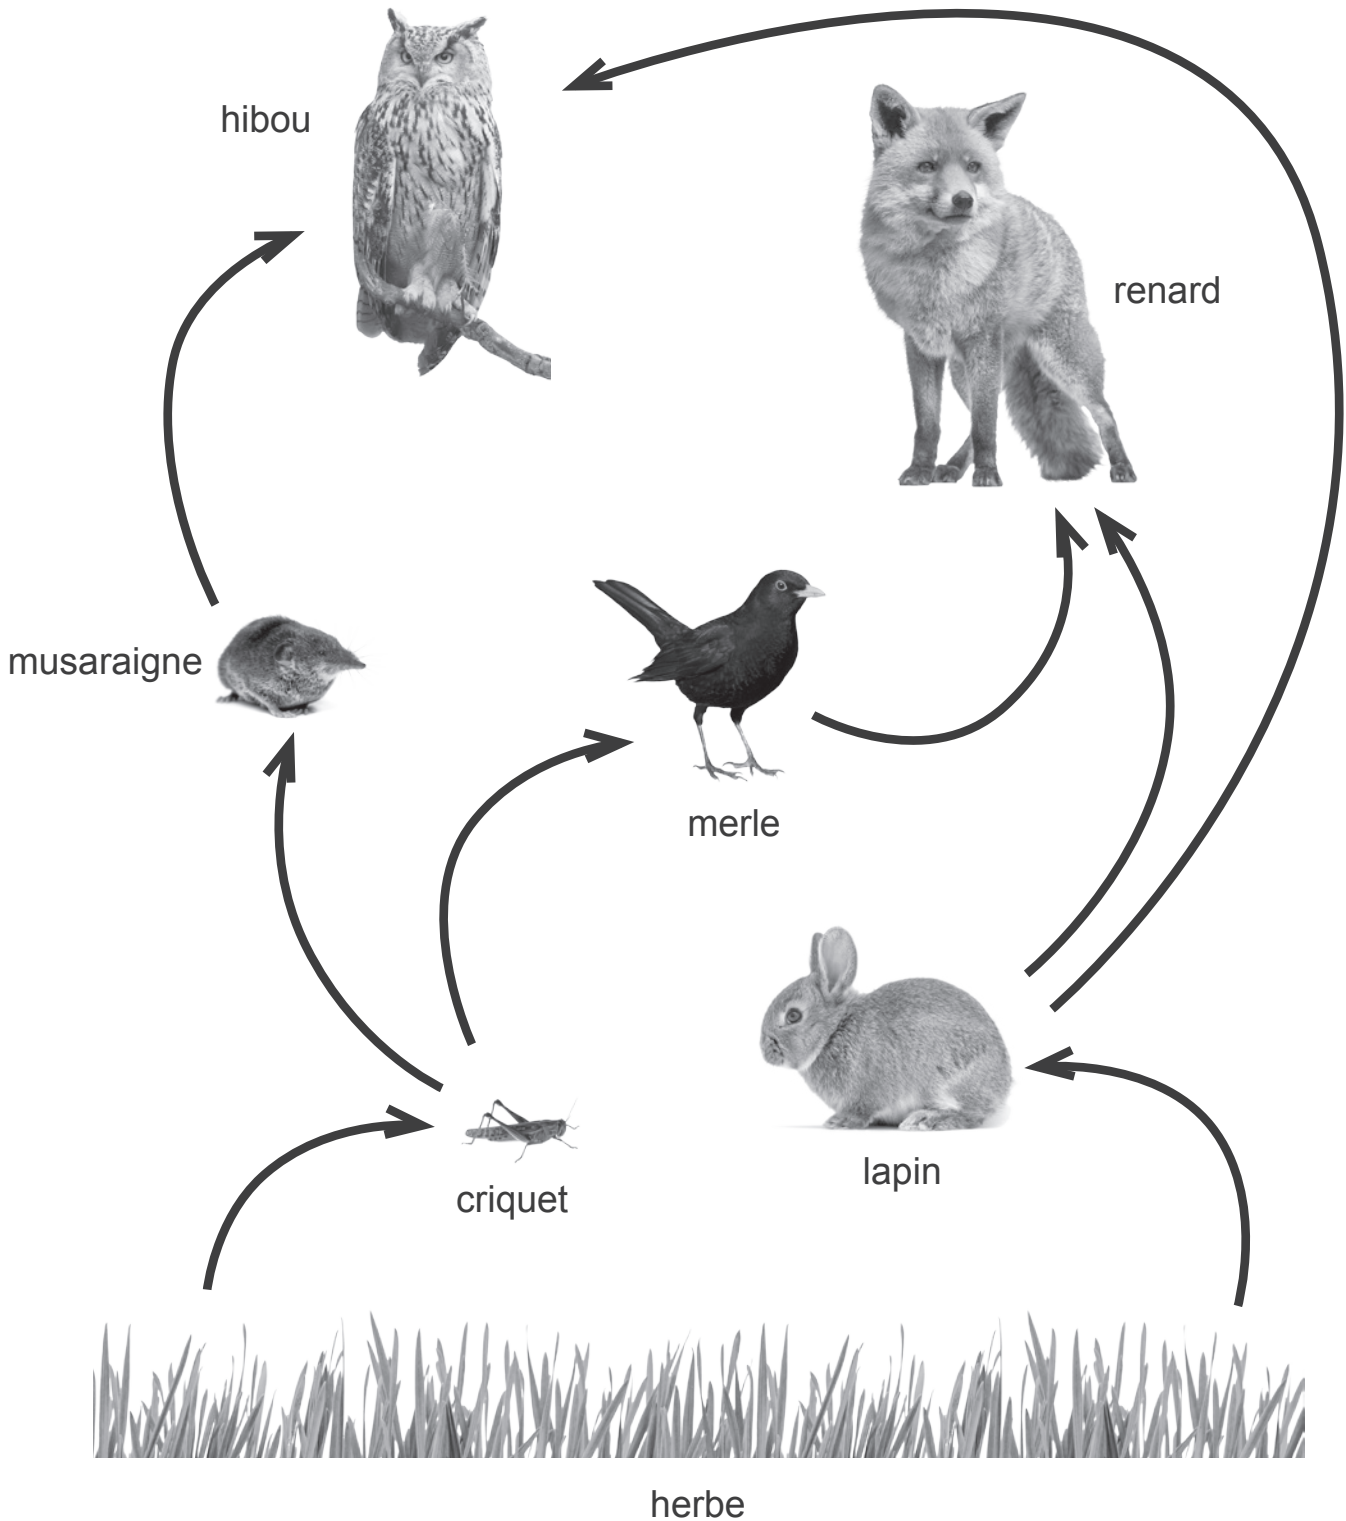 hibou
renard
musaraigne
merle
lapin
criquet
herbe